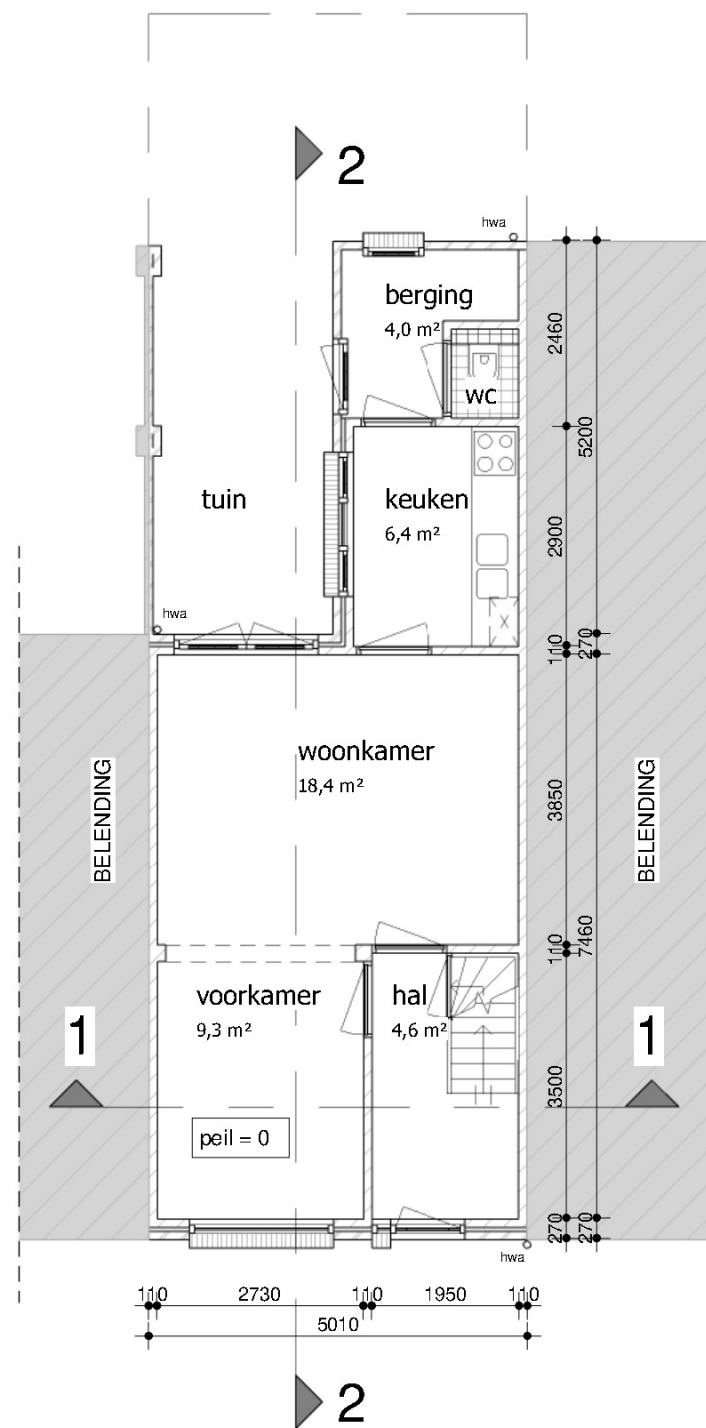 2
hwa
berging
4,0 m²
wc
2460
5200
tuin
keuken
6,4 m²
2900
hwa
110
270
woonkamer
18,4 m²
BELENDING
BELENDING
3850
7460
110
voorkamer
9,3 m²
hal
4,6 m²
1
1
3500
peil = 0
270
270
hwa
110
2730
110
1950
110
5010
2